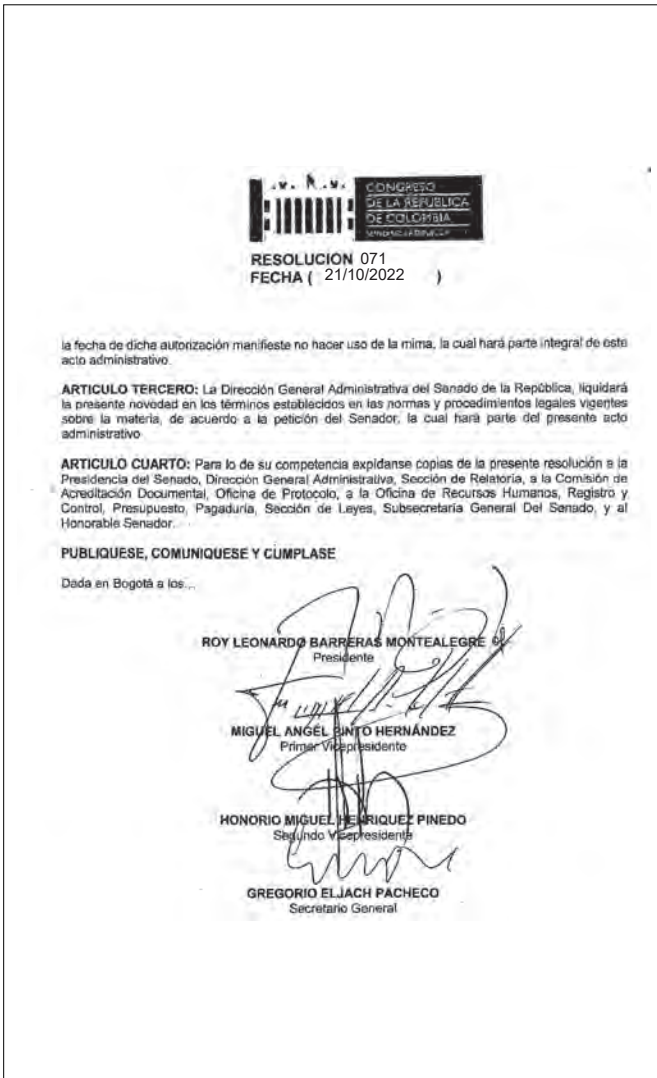 CONGRESO
DE LA REPUBLICA
DE COLOMBIA
RESOLUCION 071
FECHA ( 21/10/2022 )
la fecha de dicha autorización manifieste no hacer uso de la mima, la cual hará parte integral de este
acto administrativo.
ARTICULO TERCERO: La Dirección General Administrativa del Senado de la República, liquidará
la presente novedad en los términos establecidos en las normas y procedimientos legales vigentes
sobre la materia, de acuerdo a la petición del Senador, la cual hará parte del presente acto
administrativo
ARTICULO CUARTO: Para lo de su competencia expídanse copias de la presente resolución a la
Presidencia del Senado, Dirección General Administrativa, Sección de Relatoría, a la Comisión de
Acreditación Documental, Oficina de Protocolo, a la Oficina de Recursos Humanos, Registro y
Control, Presupuesto, Pagaduría, Sección de Leyes, Subsecretaría General Del Senado, y al
Honorable Senador.
PUBLIQUESE, COMUNIQUESE Y CUMPLASE
Dada en Bogotá a los...
ROY LEONARDO BARRERAS MONTEALEGRE
Presidente
MIGUEL ANGEL PINTO HERNÁNDEZ
Primer Vicepresidente
HONORIO MIGUEL HENRIQUEZ PINEDO
Segundo Vicepresidente
GREGORIO ELJACH PACHECO
Secretario General